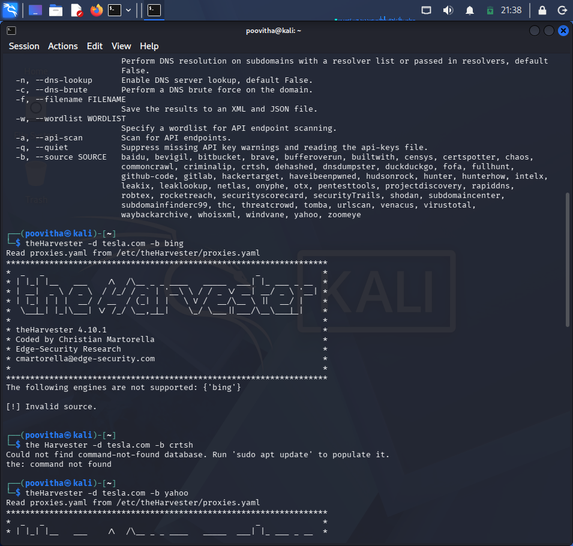 21:38
poovitha@kali: ~
Session Actions Edit View Help
Perform DNS resolution on subdomains with a resolver list or passed in resolvers, default
False.
-n, --dns-lookup Enable DNS server lookup, default False.
-c, --dns-brute Perform a DNS brute force on the domain.
-f, --filename FILENAME
Save the results to an XML and JSON file.
-w, --wordlist WORDLIST
Specify a wordlist for API endpoint scanning.
-a, --api-scan Scan for API endpoints.
-q, --quiet Suppress missing API key warnings and reading the api-keys file.
-b, --source SOURCE baidu, bevigil, bitbucket, brave, bufferoverun, builtwith, censys, certspotter, chaos,
commoncrawl, criminalip, crtsh, dehashed, dnsdumpster, duckduckgo, fofa, fullhunt,
github-code, gitlab, hackertarget, haveibeenpwned, hudsonrock, hunter, hunterhow, intelx,
leakix, leaklookup, netlas, onyphe, otx, pentesttools, projectdiscovery, rapiddns,
robtex, rocketreach, securityscorecard, securityTrails, shodan, subdomaincenter,
subdomainfinderc99, thc, threatcrowd, tomba, urlscan, venacus, virustotal,
waybackarchive, whoisxml, windvane, yahoo, zoomeye
(poovitha㉿kali)-[~]
$ theHarvester -d tesla.com -b bing
Read proxies.yaml from /etc/theHarvester/proxies.yaml
*******************************************************************
KALI
* theHarvester 4.10.1 *
* Coded by Christian Martorella *
* Edge-Security Research *
* cmartorella@edge-security.com *
* *
*******************************************************************
The following engines are not supported: {'bing'}
[!] Invalid source.
(poovitha㉿kali)-[~]
$ the Harvester -d tesla.com -b crtsh
Could not find command-not-found database. Run 'sudo apt update' to populate it.
the: command not found
(poovitha㉿kali)-[~]
$ theHarvester -d tesla.com -b yahoo
Read proxies.yaml from /etc/theHarvester/proxies.yaml
*******************************************************************